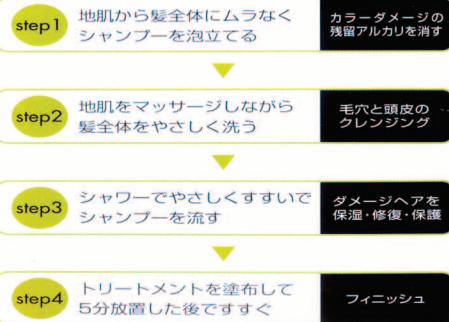 step1
地肌から髪全体にムラなく
シャンプーを泡立てる
カラーダメージの
残留アルカリを消す
step2
地肌をマッサージしながら
髪全体をやさしく洗う
毛穴と頭皮の
クレンジング
step3
シャワーでやさしくすすいで
シャンプーを流す
ダメージヘアを
保湿・修復・保護
step4
トリートメントを塗布して
5分放置した後ですすぐ
フィニッシュ